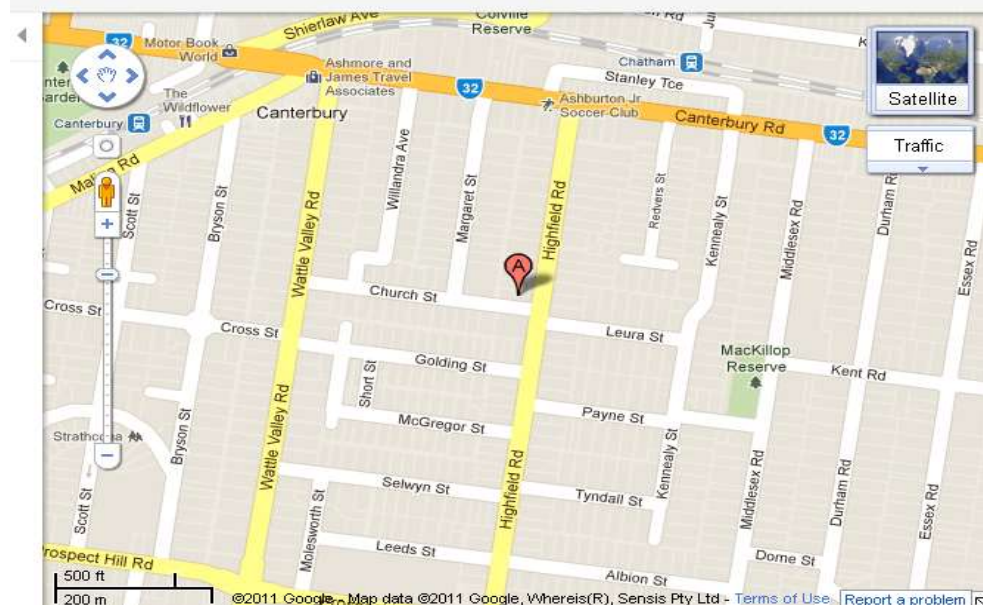 Shierlaw Ave
Colville
Reserve
Rd
32
Motor Book
World
Chatham
Stanley Tce
Satellite
Ashmore and
James Travel
Associates
The
Wildflower
Canterbury
32
Ashburton Jr
Soccer Club
Canterbury Rd
32
Traffic
Canterbury
Rd
Scott St
Bryson St
Wattle Valley Rd
Willandra Ave
Margaret St
Highfield Rd
Redvers St
Kennealy St
Middlesex Rd
Durham Rd
Essex Rd
A
Church St
Cross St
Cross St
Leura St
Golding St
MacKillop
Reserve
Kent Rd
Short St
Payne St
McGregor St
Wattle Valley Rd
Bryson St
Scott St
Selwyn St
Tyndall St
Highfield Rd
Kennealy St
Middlesex Rd
Durham Rd
Essex Rd
Molesworth St
Leeds St
Dome St
Albion St
Prospect Hill Rd
500 ft
200 m
©2011 Google - Map data ©2011 Google, Whereis(R), Sensis Pty Ltd - Terms of Use
Report a problem